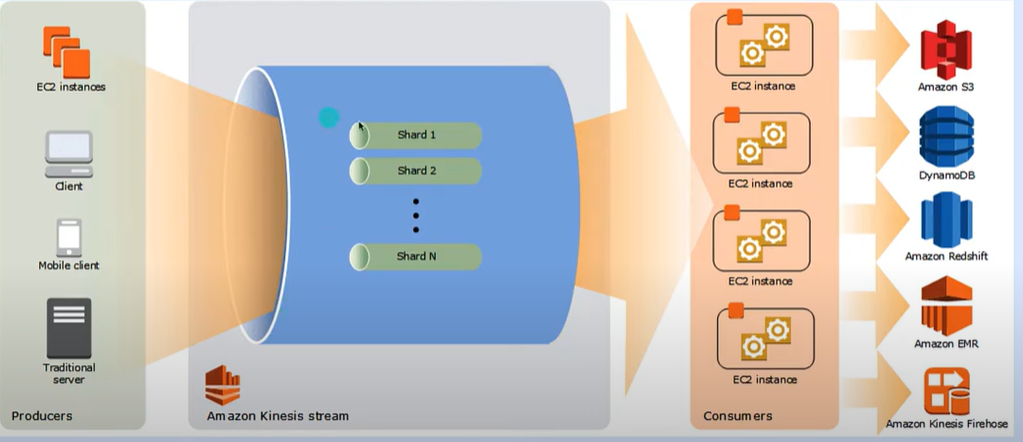 EC2 instances
Client
Mobile client
Traditional
server
Producers
Shard 1
Shard 2
Shard N
Amazon Kinesis stream
EC2 instance
EC2 instance
EC2 instance
EC2 instance
Consumers
Amazon S3
DynamoDB
Amazon Redshift
Amazon EMR
Amazon Kinesis Firehose